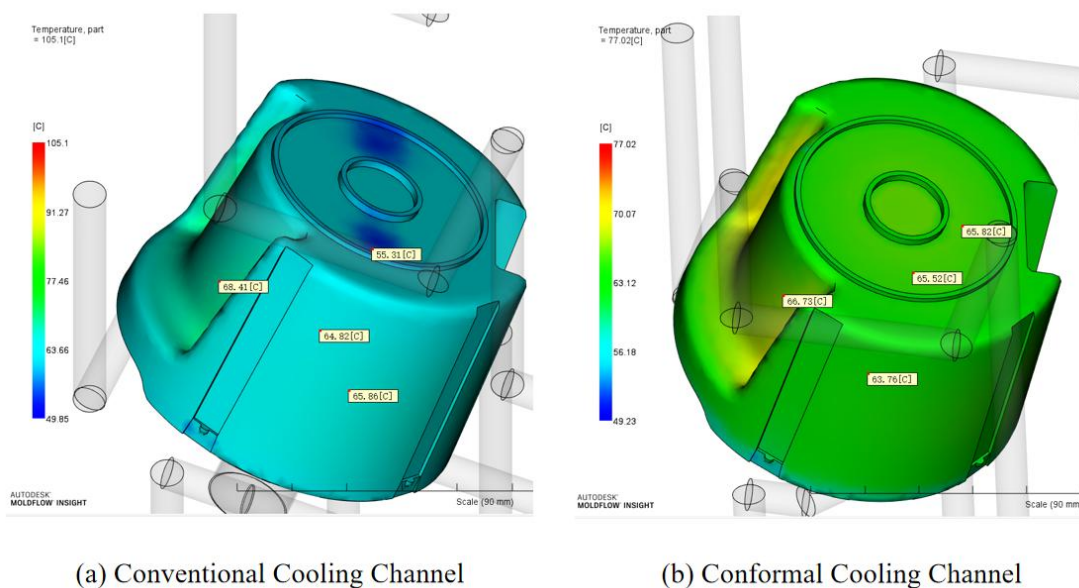 Temperature, part
= 105.1[C]
[C]
105.1
91.27
77.46
63.66
49.85
55.31[C]
68.41[C]
64.82[C]
65.86[C]
AUTODESK®
MOLDFLOW® INSIGHT
Scale (90 mm)
Temperature, part
= 77.02[C]
[C]
77.02
70.07
63.12
56.18
49.23
65.82[C]
65.52[C]
66.73[C]
63.76[C]
AUTODESK®
MOLDFLOW® INSIGHT
Scale (90 mm)
(a) Conventional Cooling Channel
(b) Conformal Cooling Channel